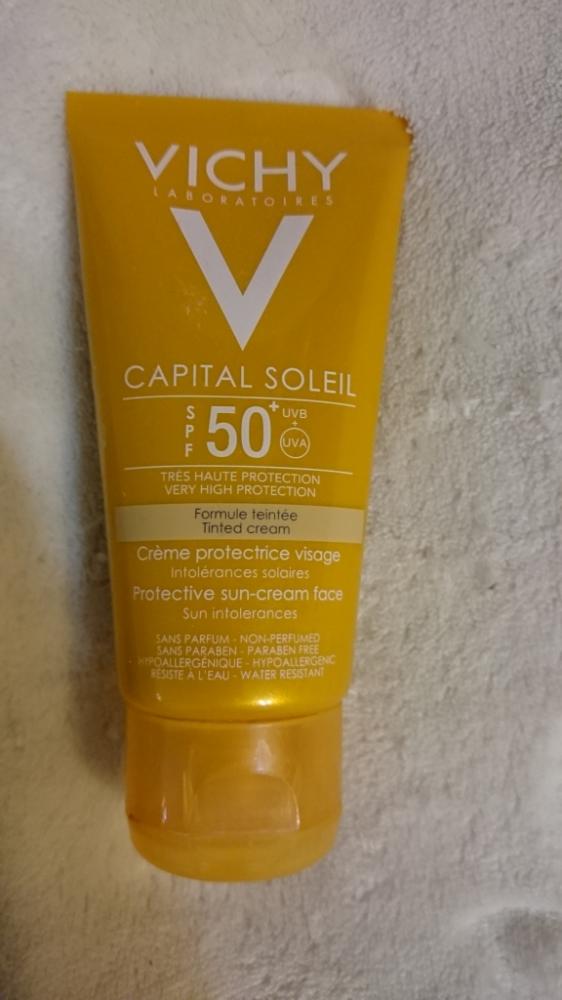 VICHY
LABORATOIRES
V
CAPITAL SOLEIL
SPF 50+ UVB + UVA
TRÈS HAUTE PROTECTION
VERY HIGH PROTECTION
Formule teintée
Tinted cream
Crème protectrice visage
Intolérances solaires
Protective sun-cream face
Sun intolerances
SANS PARFUM - NON-PERFUMED
SANS PARABEN - PARABEN FREE
HYPOALLERGÉNIQUE - HYPOALLERGENIC
RÉSISTE À L'EAU - WATER RESISTANT